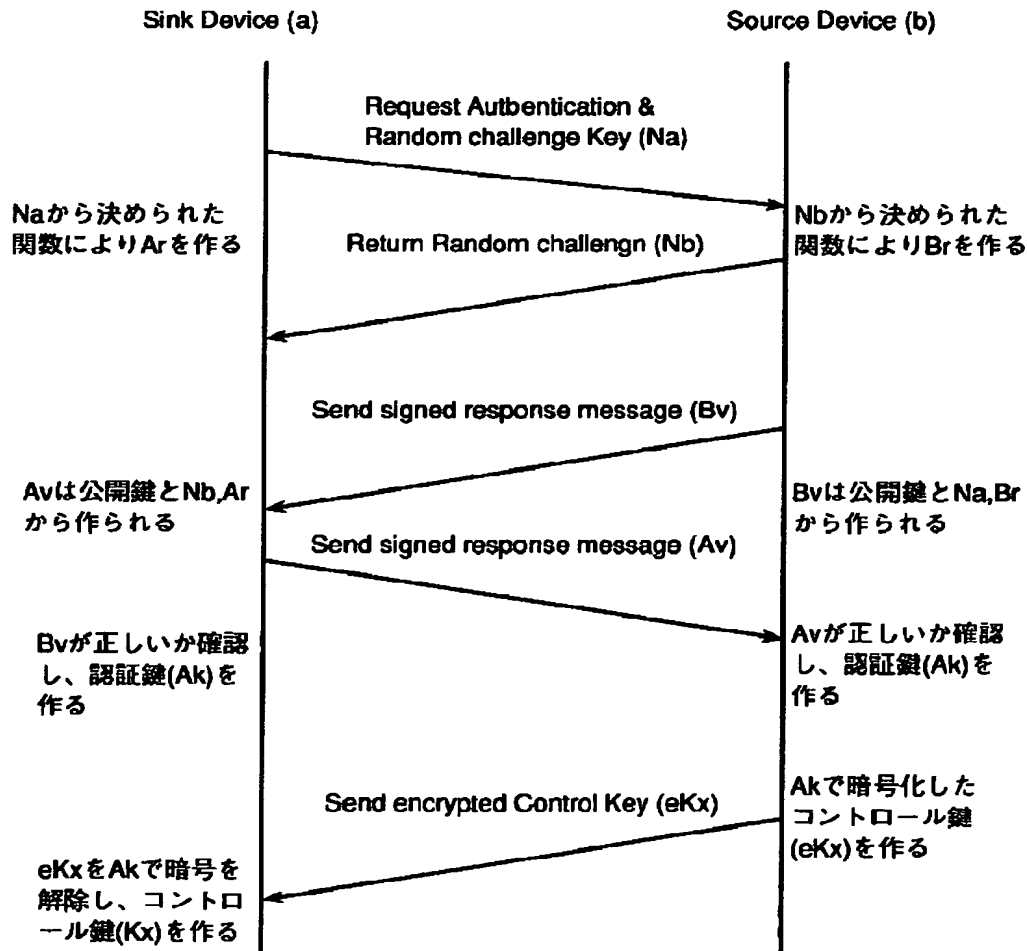 Sink Device (a)
Source Device (b)
Request Autbentication &
Random challenge Key (Na)
Naから決められた
関数によりArを作る
Nbから決められた
関数によりBrを作る
Return Random challengn (Nb)
Send signed response message (Bv)
Avは公開鍵とNb,Ar
から作られる
Bvは公開鍵とNa,Br
から作られる
Send signed response message (Av)
Bvが正しいか確認
し、認証鍵(Ak)を
作る
Avが正しいか確認
し、認証鍵(Ak)を
作る
Send encrypted Control Key (eKx)
Akで暗号化した
コントロール鍵
(eKx)を作る
eKxをAkで暗号を
解除し、コントロ
ール鍵(Kx)を作る